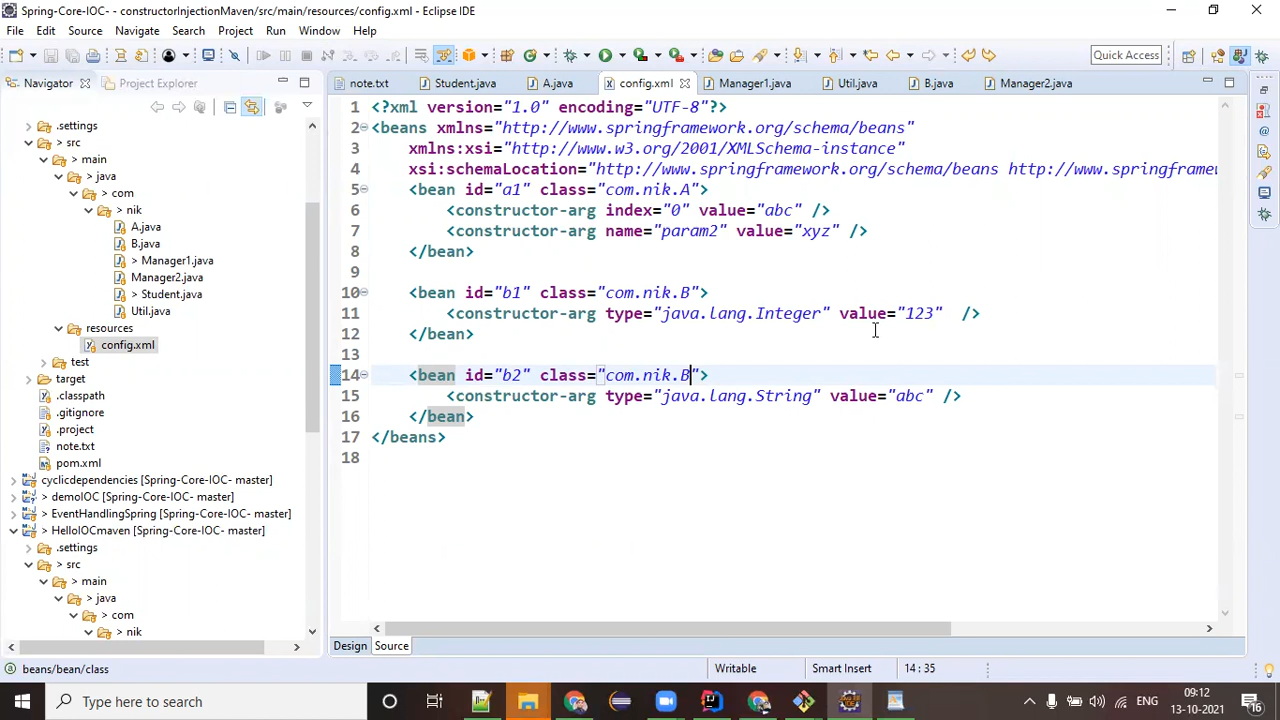 Spring-Core-IOC- - constructorInjectionMaven/src/main/resources/config.xml - Eclipse IDE
File Edit Source Navigate Search Project Run Window Help
Quick Access
Navigator Project Explorer
note.txt Student.java A.java config.xml Manager1.java Util.java B.java Manager2.java
.settings
> src
> main
> java
> com
> nik
A.java
B.java
> Manager1.java
Manager2.java
> Student.java
Util.java
resources
config.xml
test
target
.classpath
.gitignore
.project
note.txt
pom.xml
cyclicdependencies [Spring-Core-IOC- master]
> demoIOC [Spring-Core-IOC- master]
> EventHandlingSpring [Spring-Core-IOC- master]
> HelloIOCmaven [Spring-Core-IOC- master]
.settings
> src
> main
> java
> com
> nik
1 <?xml version="1.0" encoding="UTF-8"?>
2 <beans xmlns="http://www.springframework.org/schema/beans"
3 xmlns:xsi="http://www.w3.org/2001/XMLSchema-instance"
4 xsi:schemaLocation="http://www.springframework.org/schema/beans http://www.springframew
5 <bean id="a1" class="com.nik.A">
6 <constructor-arg index="0" value="abc" />
7 <constructor-arg name="param2" value="xyz" />
8 </bean>
9
10 <bean id="b1" class="com.nik.B">
11 <constructor-arg type="java.lang.Integer" value="123" />
12 </bean>
13
14 <bean id="b2" class="com.nik.B">
15 <constructor-arg type="java.lang.String" value="abc" />
16 </bean>
17 </beans>
18
Design Source
beans/bean/class
Writable Smart Insert 14 : 35
Type here to search
ENG
09:12
13-10-2021
16